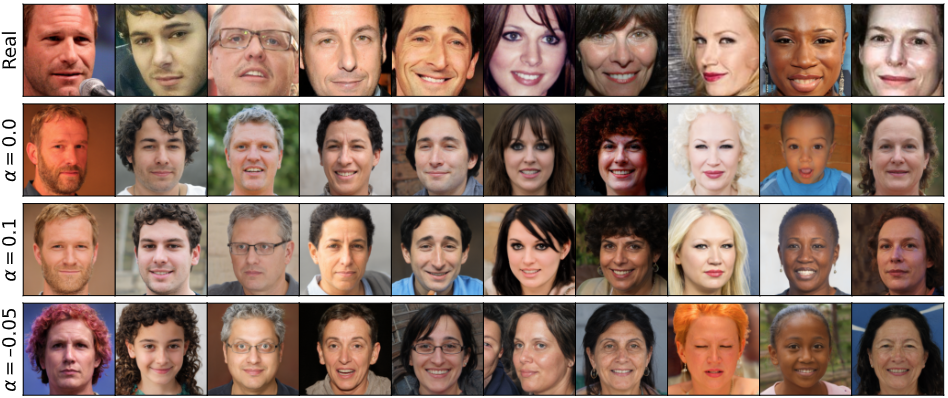 Real
α = 0.0
α = 0.1
α = −0.05